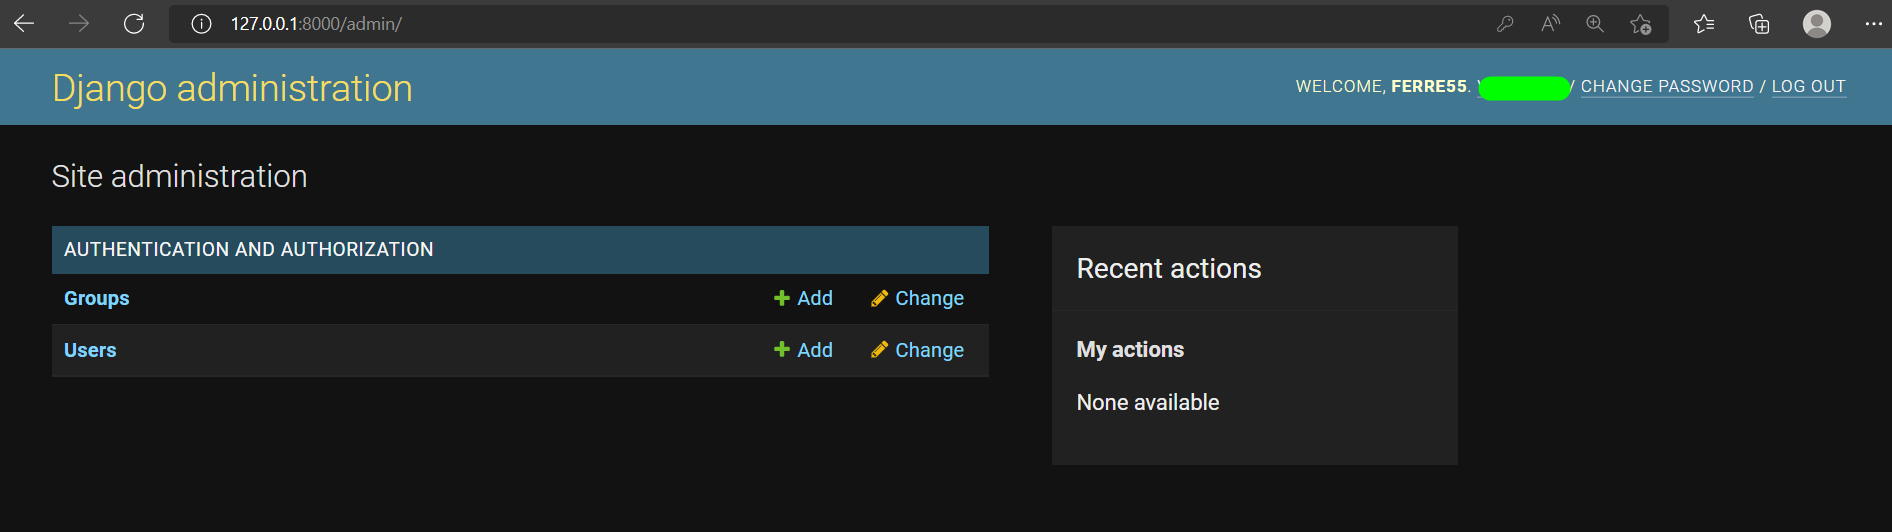 127.0.0.1:8000/admin/
Django administration
WELCOME, FERRE55. / CHANGE PASSWORD / LOG OUT
Site administration
AUTHENTICATION AND AUTHORIZATION
Groups Add Change
Users Add Change
Recent actions
My actions
None available